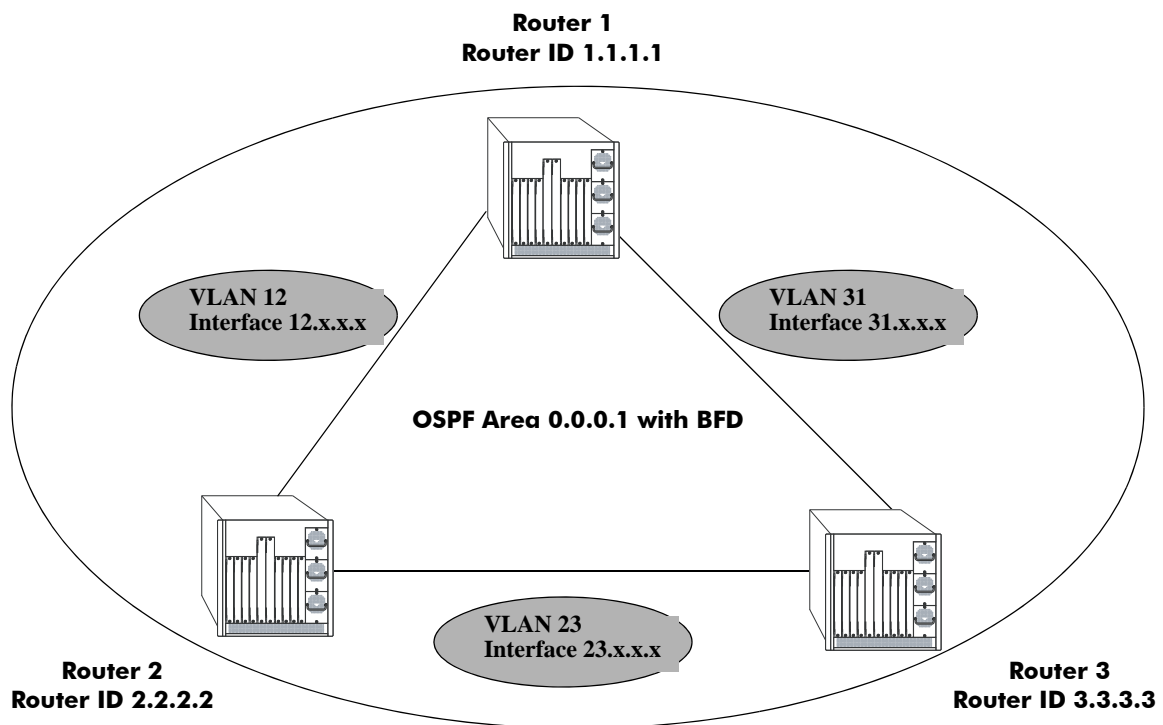 Router 1
Router ID 1.1.1.1
VLAN 12
Interface 12.x.x.x
VLAN 31
Interface 31.x.x.x
OSPF Area 0.0.0.1 with BFD
VLAN 23
Interface 23.x.x.x
Router 2
Router ID 2.2.2.2
Router 3
Router ID 3.3.3.3